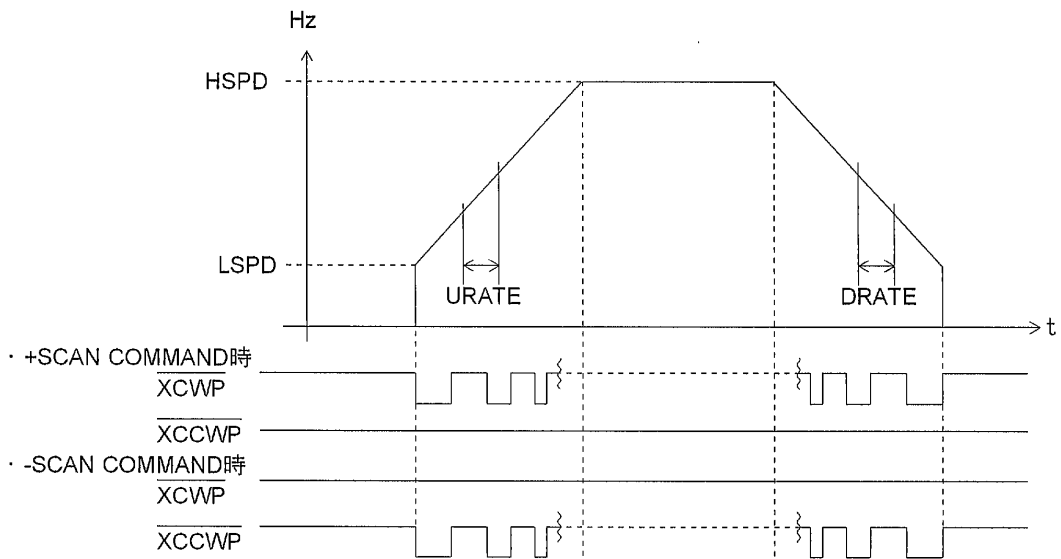 Hz
HSPD
LSPD
URATE
DRATE
t
・+SCAN COMMAND時
XCWP
XCCWP
・-SCAN COMMAND時
XCWP
XCCWP